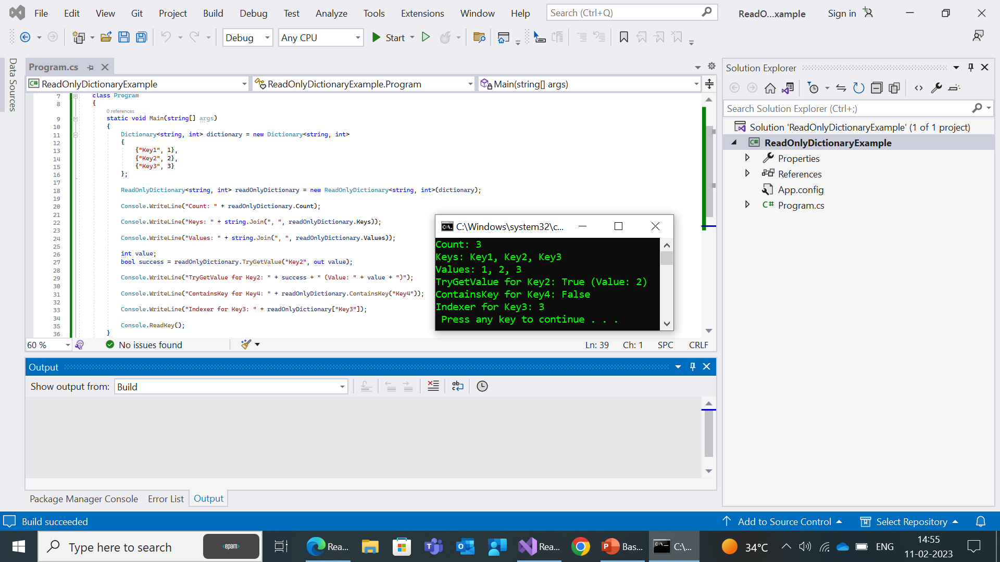 File Edit View Git Project Build Debug Test Analyze Tools Extensions Window Help Search (Ctrl+Q) ReadO...xample Sign in
Debug Any CPU Start
Data Sources
Program.cs
ReadOnlyDictionaryExample ReadOnlyDictionaryExample.Program Main(string[] args)
7 class Program
8 {
0 references
9 static void Main(string[] args)
10 {
11 Dictionary<string, int> dictionary = new Dictionary<string, int>
12 {
13 {"Key1", 1},
14 {"Key2", 2},
15 {"Key3", 3}
16 };
17
18 ReadOnlyDictionary<string, int> readOnlyDictionary = new ReadOnlyDictionary<string, int>(dictionary);
19
20 Console.WriteLine("Count: " + readOnlyDictionary.Count);
21
22 Console.WriteLine("Keys: " + string.Join(", ", readOnlyDictionary.Keys));
23
24 Console.WriteLine("Values: " + string.Join(", ", readOnlyDictionary.Values));
25
26 int value;
27 bool success = readOnlyDictionary.TryGetValue("Key2", out value);
28
29 Console.WriteLine("TryGetValue for Key2: " + success + " (Value: " + value + ")");
30
31 Console.WriteLine("ContainsKey for Key4: " + readOnlyDictionary.ContainsKey("Key4"));
32
33 Console.WriteLine("Indexer for Key3: " + readOnlyDictionary["Key3"]);
34
35 Console.ReadKey();
36 }
C:\Windows\system32\c...
Count: 3
Keys: Key1, Key2, Key3
Values: 1, 2, 3
TryGetValue for Key2: True (Value: 2)
ContainsKey for Key4: False
Indexer for Key3: 3
Press any key to continue . . .
60 % No issues found Ln: 39 Ch: 1 SPC CRLF
Output
Show output from: Build
Package Manager Console Error List Output
Solution Explorer
Search Solution Explorer (Ctrl+;)
Solution 'ReadOnlyDictionaryExample' (1 of 1 project)
C# ReadOnlyDictionaryExample
Properties
References
App.config
C# Program.cs
Build succeeded Add to Source Control Select Repository
Type here to search <epam> Rea... Rea... Bas... C:\... 34°C ENG 14:55
11-02-2023